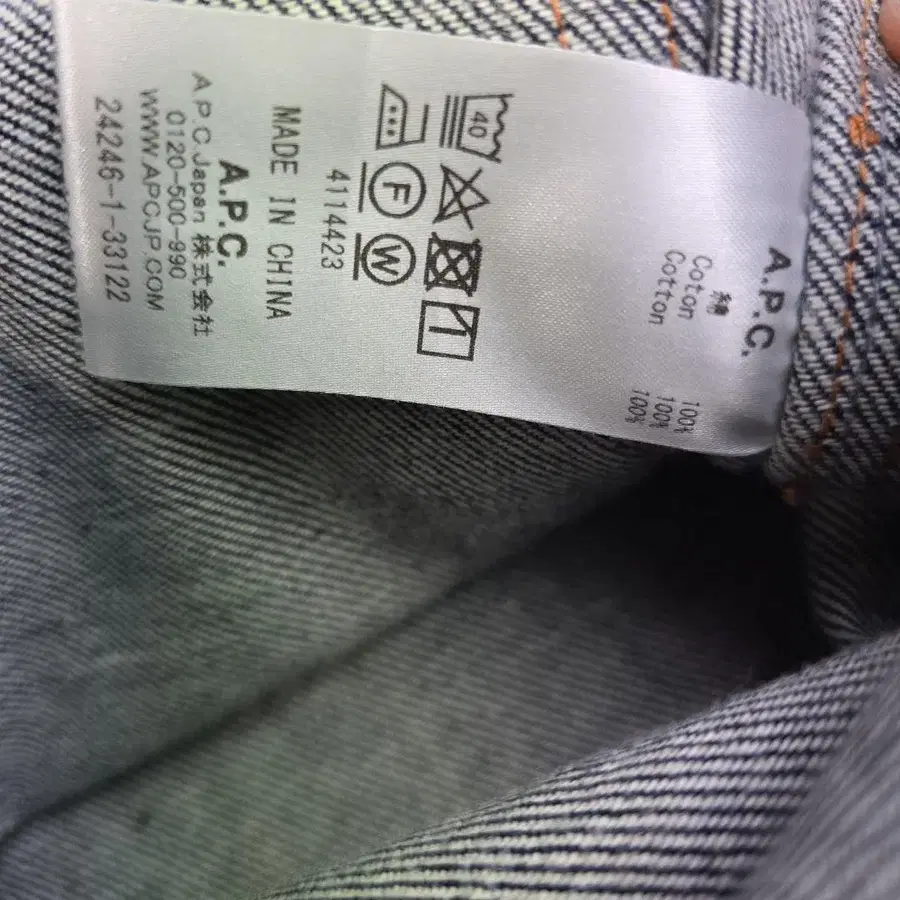 A.P.C.
綿 100%
Coton 100%
Cotton 100%
40
F
W
4114423
MADE IN CHINA
A.P.C.
A.P.C.Japan 株式会社
0120-500-990
WWW.APCJP.COM
24246-1-33122